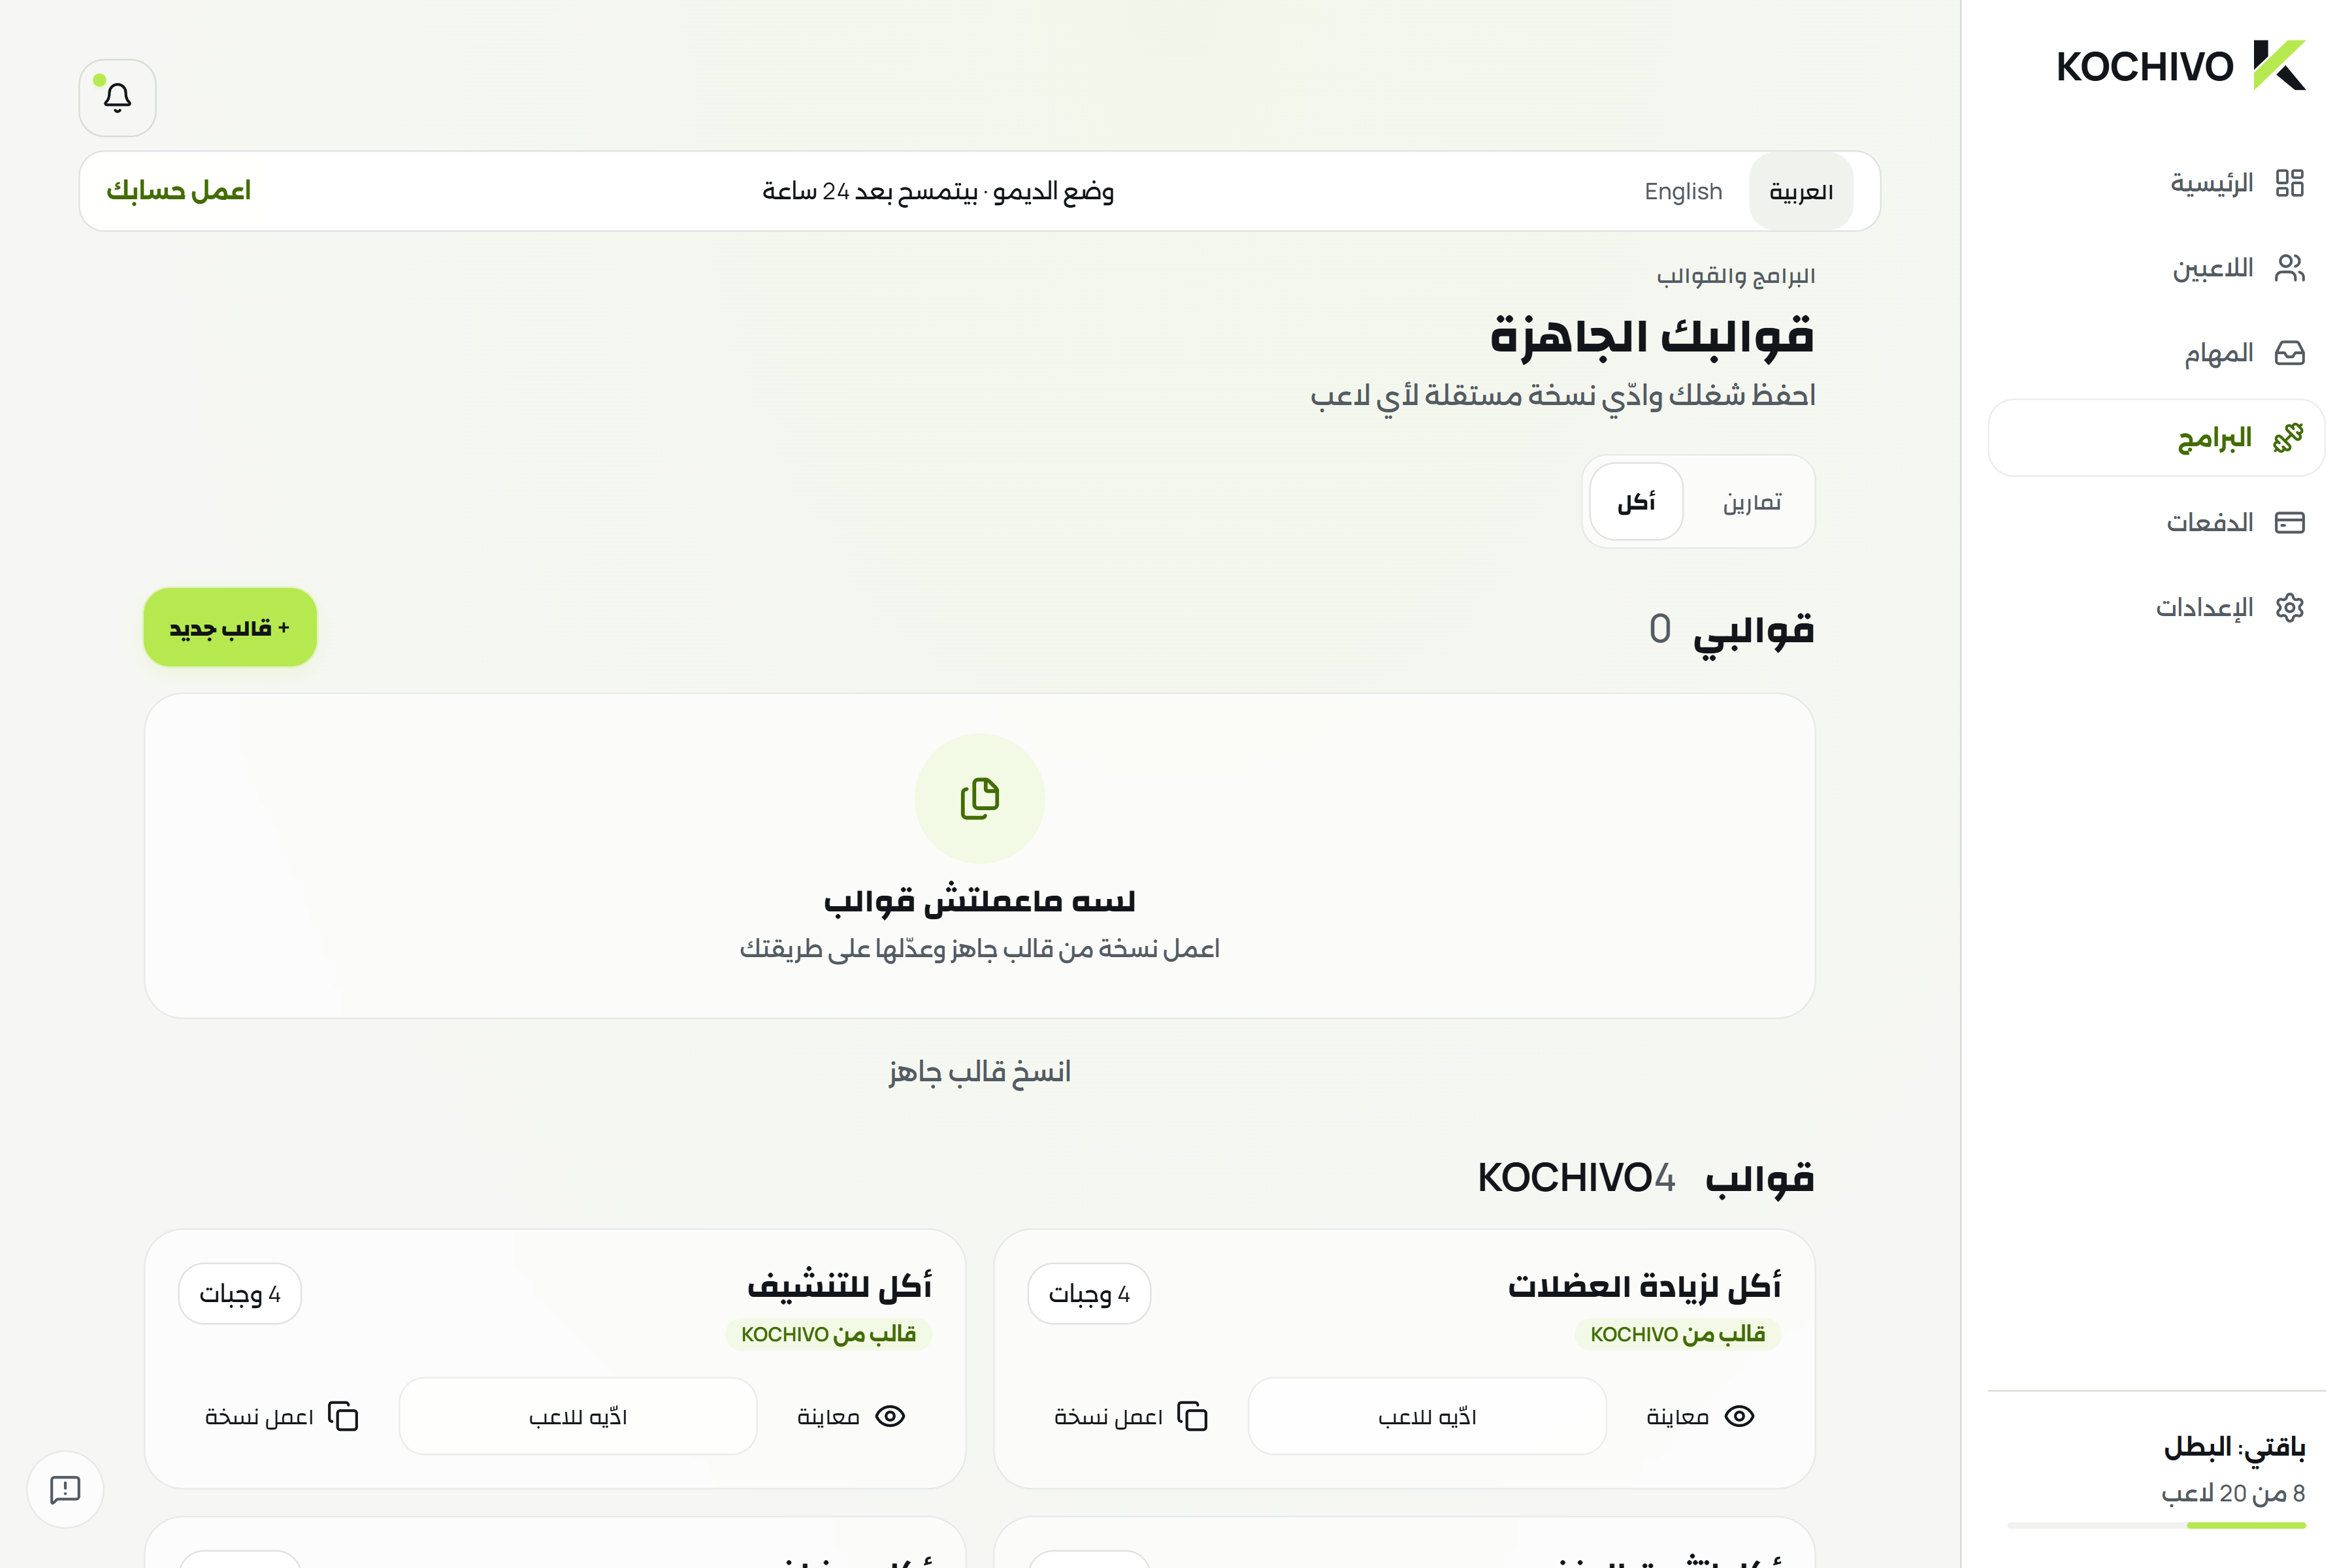 KOCHIVO
الرئيسية
اللاعبين
المهام
البرامج
الدفعات
الإعدادات
باقتي: البطل
8 من 20 لاعب
العربية
English
وضع الديمو · بيتمسح بعد 24 ساعة
اعمل حسابك
البرامج والقوالب
قوالبك الجاهزة
احفظ شغلك وادّي نسخة مستقلة لأي لاعب
تمارين
أكل
قوالبي 0
+ قالب جديد
لسه ماعملتش قوالب
اعمل نسخة من قالب جاهز وعدّلها على طريقتك
انسخ قالب جاهز
قوالب KOCHIVO4
أكل لزيادة العضلات
4 وجبات
قالب من KOCHIVO
معاينة
ادّيه للاعب
اعمل نسخة
أكل للتنشيف
4 وجبات
قالب من KOCHIVO
معاينة
ادّيه للاعب
اعمل نسخة